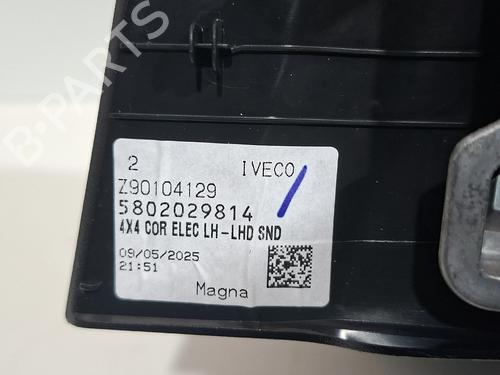 B-PARTS
2 IVECO
Z90104129
5802029814
4X4 COR ELEC LH-LHD SND
09/05/2025
21:51
Magna